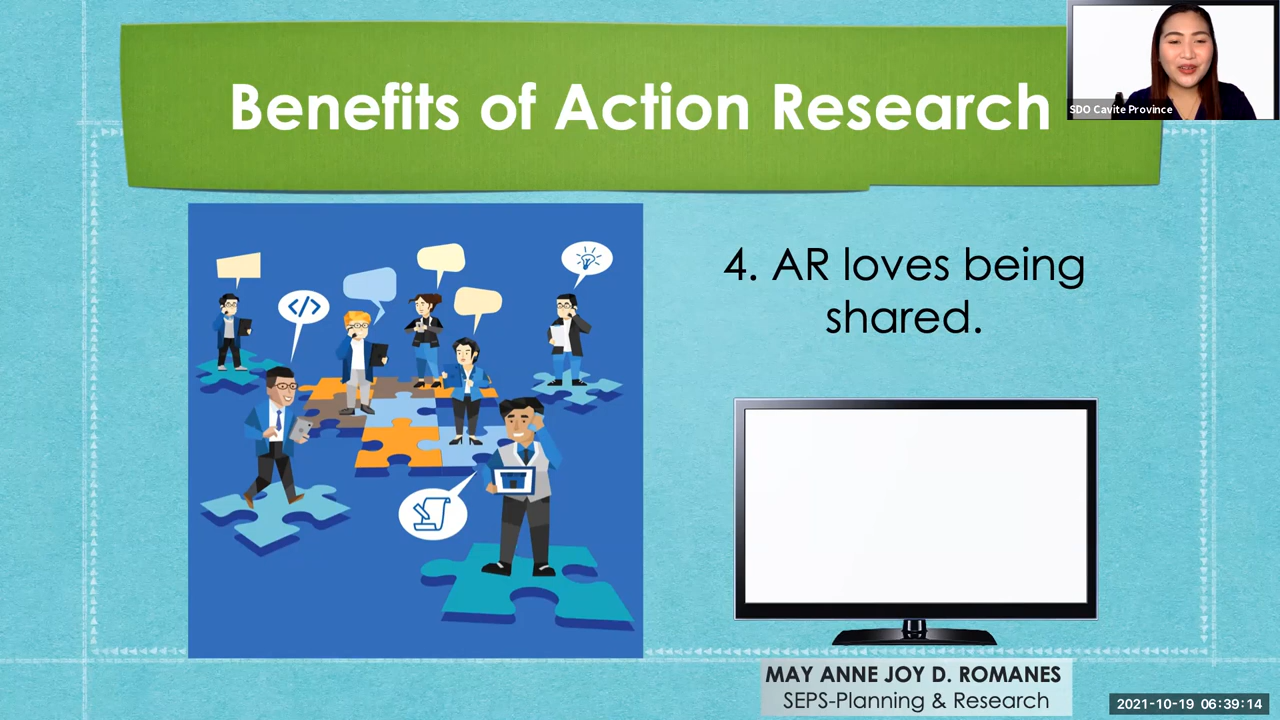 Benefits of Action Research
SDO Cavite Province
</>
4. AR loves being
shared.
MAY ANNE JOY D. ROMANES
SEPS-Planning & Research
2021-10-19 06:39:14